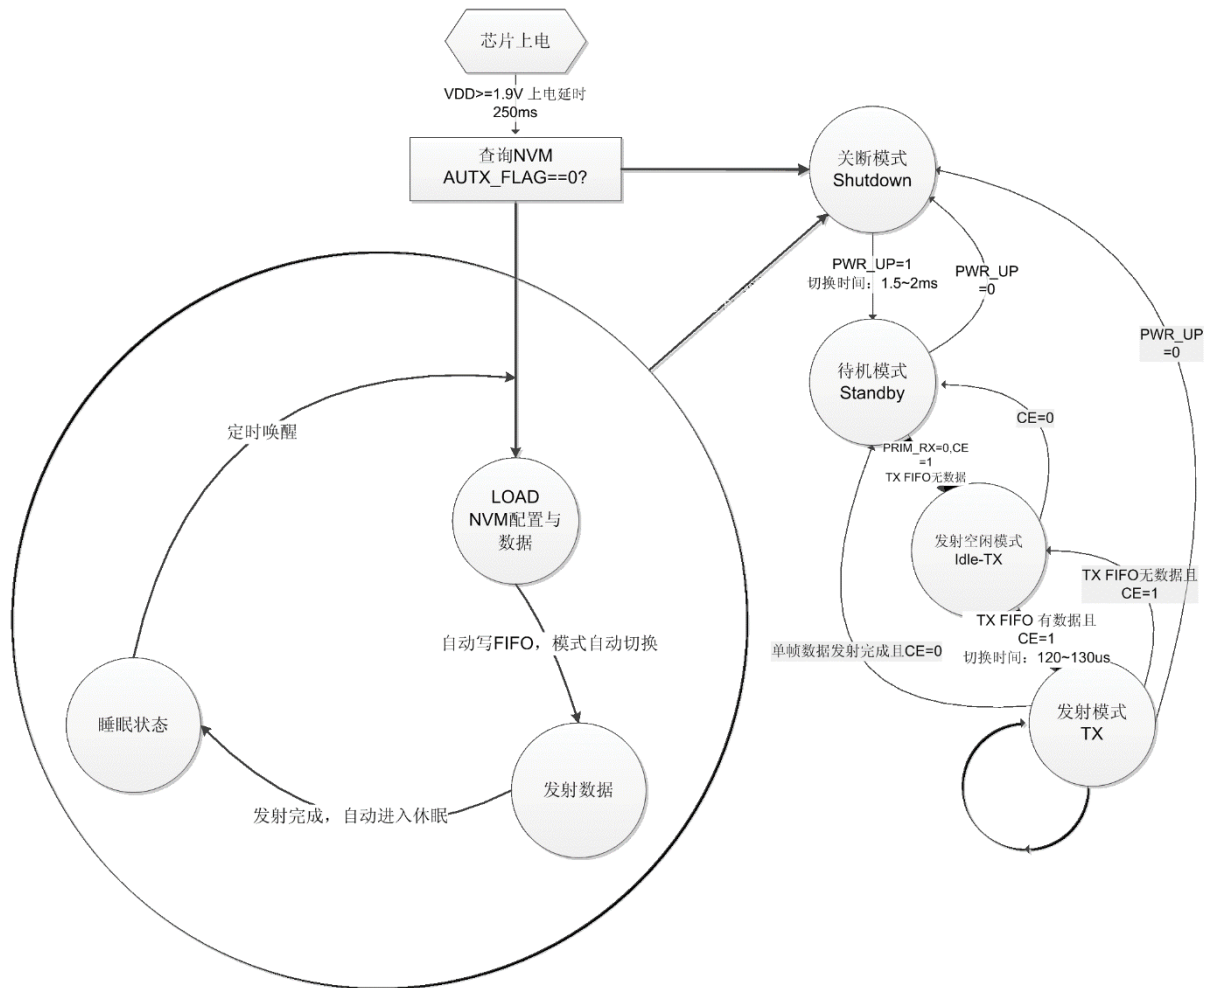 芯片上电
VDD>=1.9V 上电延时
250ms
查询NVM
AUTX_FLAG==0?
关断模式
Shutdown
PWR_UP=1
切换时间：1.5~2ms
PWR_UP
=0
PWR_UP
=0
待机模式
Standby
CE=0
PRIM_RX=0,CE
=1
TX FIFO无数据
定时唤醒
LOAD
NVM配置与
数据
发射空闲模式
Idle-TX
TX FIFO无数据且
CE=1
TX FIFO 有数据且
CE=1
切换时间：120~130us
自动写FIFO，模式自动切换
单帧数据发射完成且CE=0
睡眠状态
发射模式
TX
发射数据
发射完成，自动进入休眠